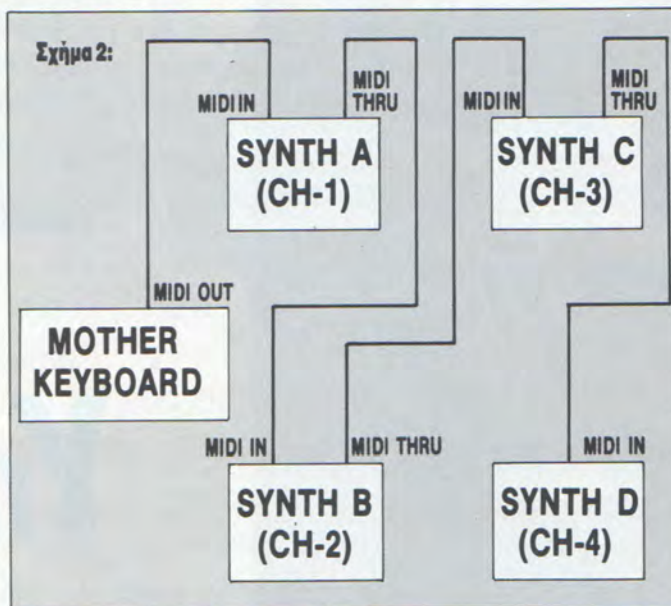 Σχήμα 2:
MIDI IN
MIDI
THRU
SYNTH A
(CH-1)
MIDI IN
MIDI
THRU
SYNTH C
(CH-3)
MIDI OUT
MOTHER
KEYBOARD
MIDI IN
MIDI THRU
SYNTH B
(CH-2)
MIDI IN
SYNTH D
(CH-4)